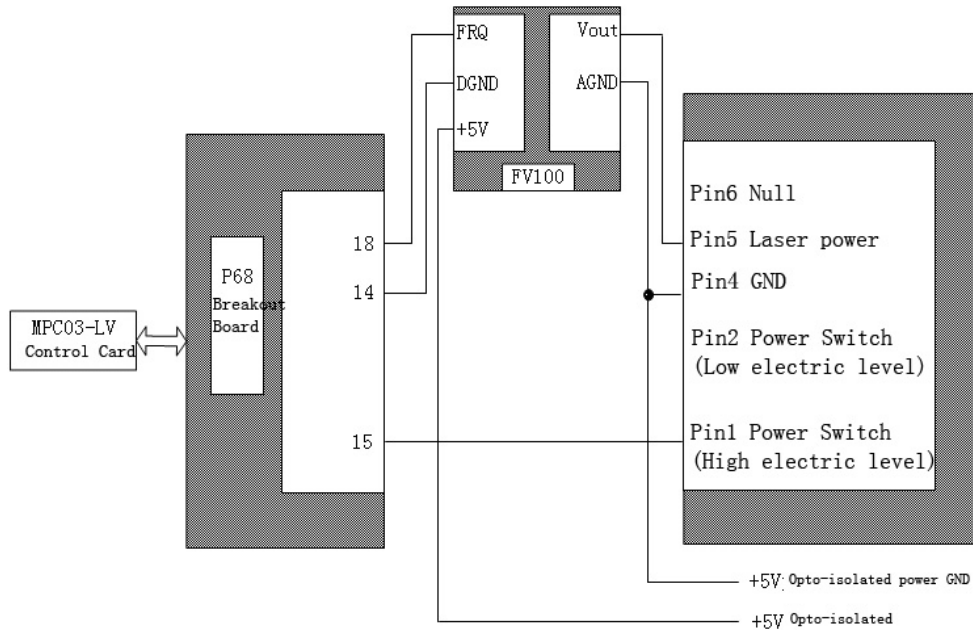 FRQ
DGND
+5V
Vout
AGND
FV100
18
14
15
P68
Breakout
Board
MPC03-LV
Control Card
Pin6 Null
Pin5 Laser power
Pin4 GND
Pin2 Power Switch
(Low electric level)
Pin1 Power Switch
(High electric level)
+5V: Opto-isolated power GND
+5V Opto-isolated